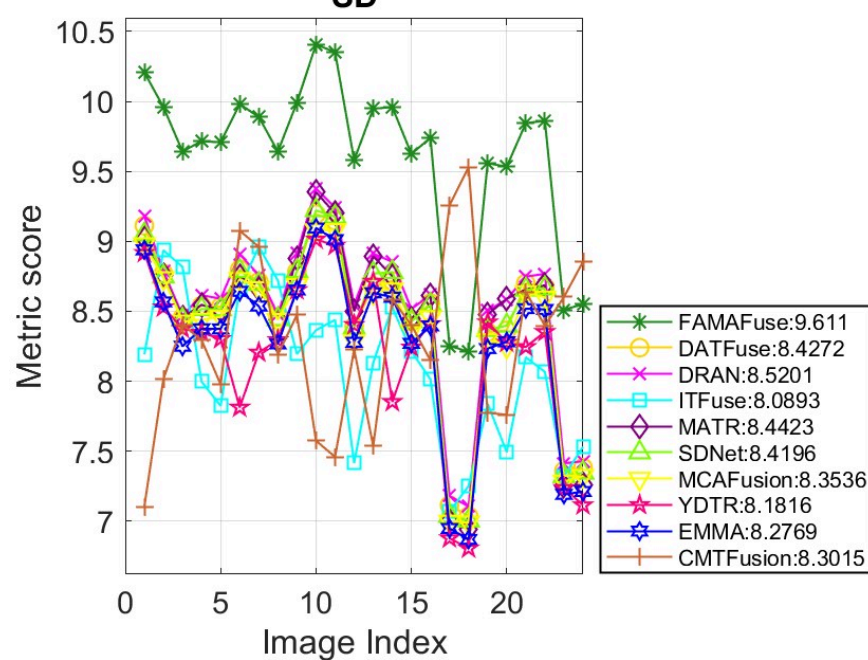 SD
Metric score
10.5
10
9.5
9
8.5
8
7.5
7
0
5
10
15
20
Image Index
FAMAFuse:9.611
DATFuse:8.4272
DRAN:8.5201
ITFuse:8.0893
MATR:8.4423
SDNet:8.4196
MCAFusion:8.3536
YDTR:8.1816
EMMA:8.2769
CMTFusion:8.3015